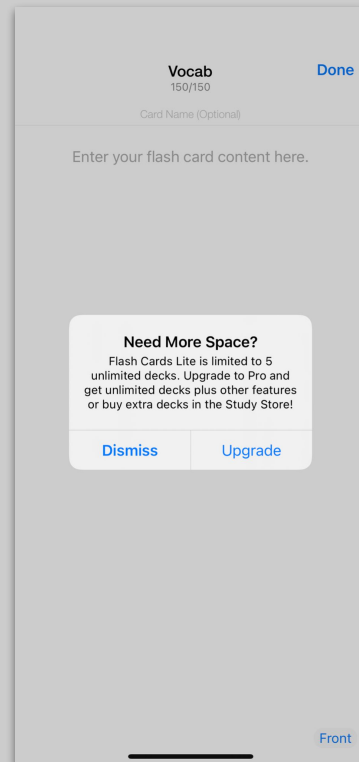 Vocab
Done
150/150
Card Name (Optional)
Enter your flash card content here.
Need More Space?
Flash Cards Lite is limited to 5
unlimited decks. Upgrade to Pro and
get unlimited decks plus other features
or buy extra decks in the Study Store!
Dismiss
Upgrade
Front